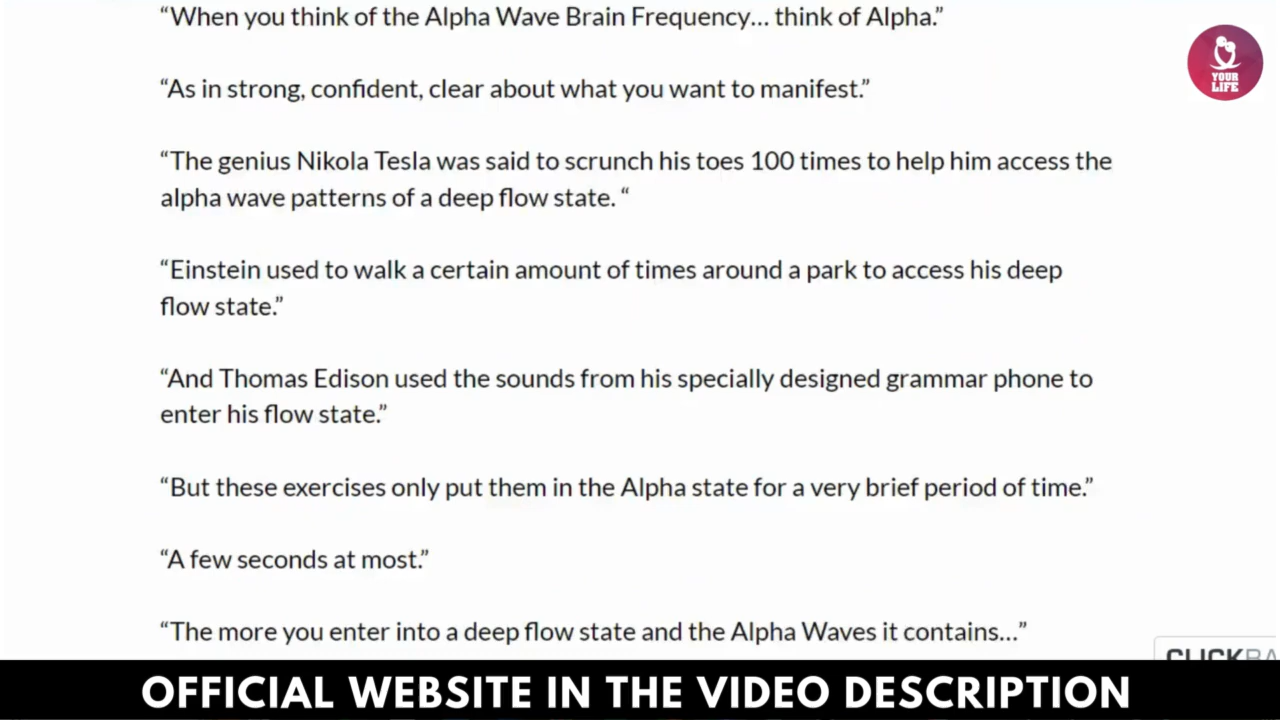 “When you think of the Alpha Wave Brain Frequency... think of Alpha.”
YOUR
LIFE
“As in strong, confident, clear about what you want to manifest.”
“The genius Nikola Tesla was said to scrunch his toes 100 times to help him access the
alpha wave patterns of a deep flow state. “
“Einstein used to walk a certain amount of times around a park to access his deep
flow state.”
“And Thomas Edison used the sounds from his specially designed grammar phone to
enter his flow state.”
“But these exercises only put them in the Alpha state for a very brief period of time.”
“A few seconds at most.”
“The more you enter into a deep flow state and the Alpha Waves it contains...”
CLICKBA
OFFICIAL WEBSITE IN THE VIDEO DESCRIPTION